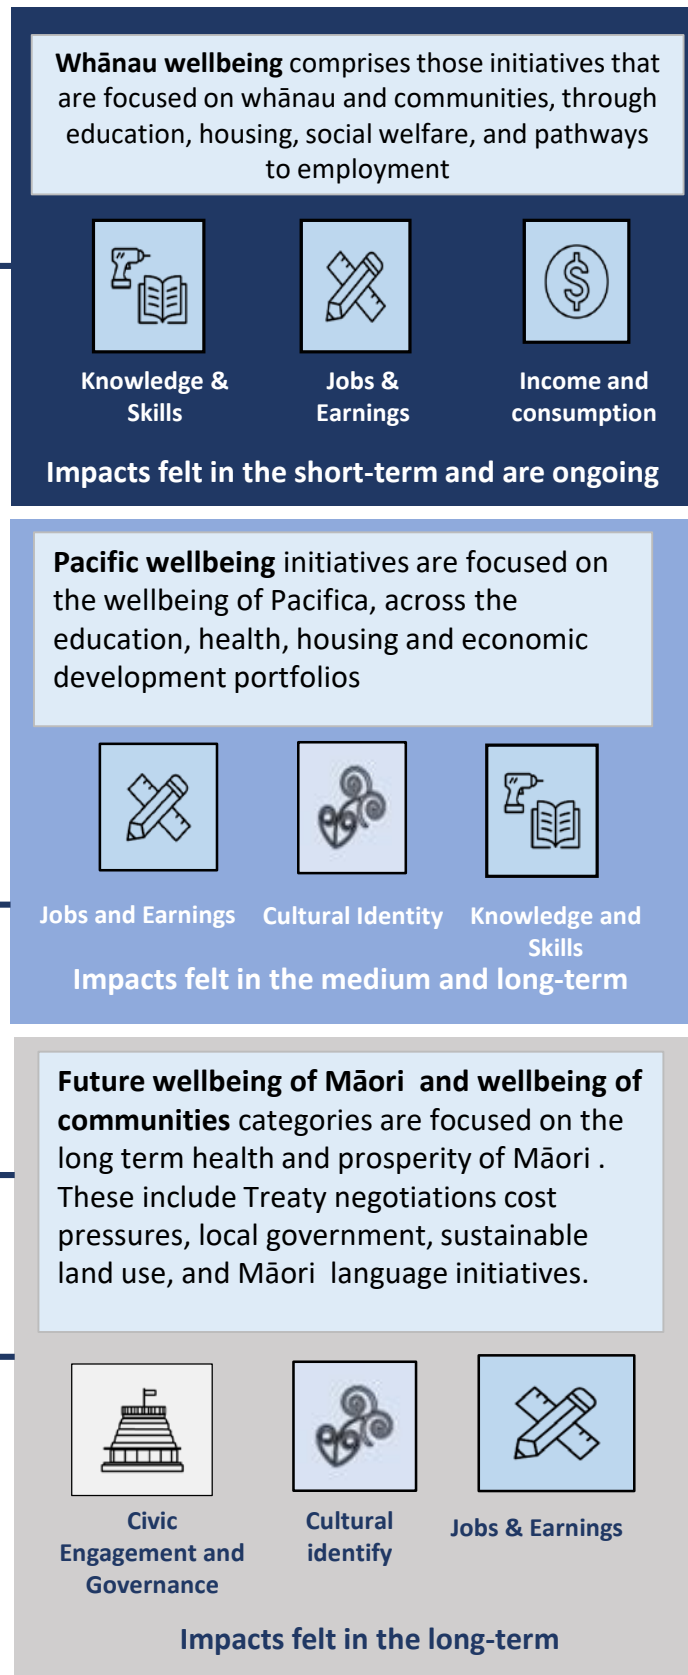 Whānau wellbeing comprises those initiatives that
are focused on whānau and communities, through
education, housing, social welfare, and pathways
to employment
Knowledge &
Skills
Jobs &
Earnings
Income and
consumption
Impacts felt in the short-term and are ongoing
Pacific wellbeing initiatives are focused on
the wellbeing of Pacifica, across the
education, health, housing and economic
development portfolios
Jobs and Earnings
Cultural Identity
Knowledge and
Skills
Impacts felt in the medium and long-term
Future wellbeing of Māori and wellbeing of
communities categories are focused on the
long term health and prosperity of Māori .
These include Treaty negotiations cost
pressures, local government, sustainable
land use, and Māori language initiatives.
Civic
Engagement and
Governance
Cultural
identify
Jobs & Earnings
Impacts felt in the long-term